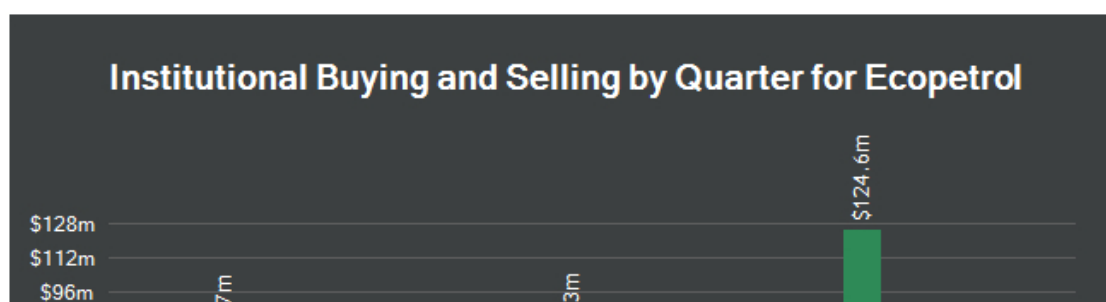 Institutional Buying and Selling by Quarter for Ecopetrol
$124.6m
$128m
$112m
$96m